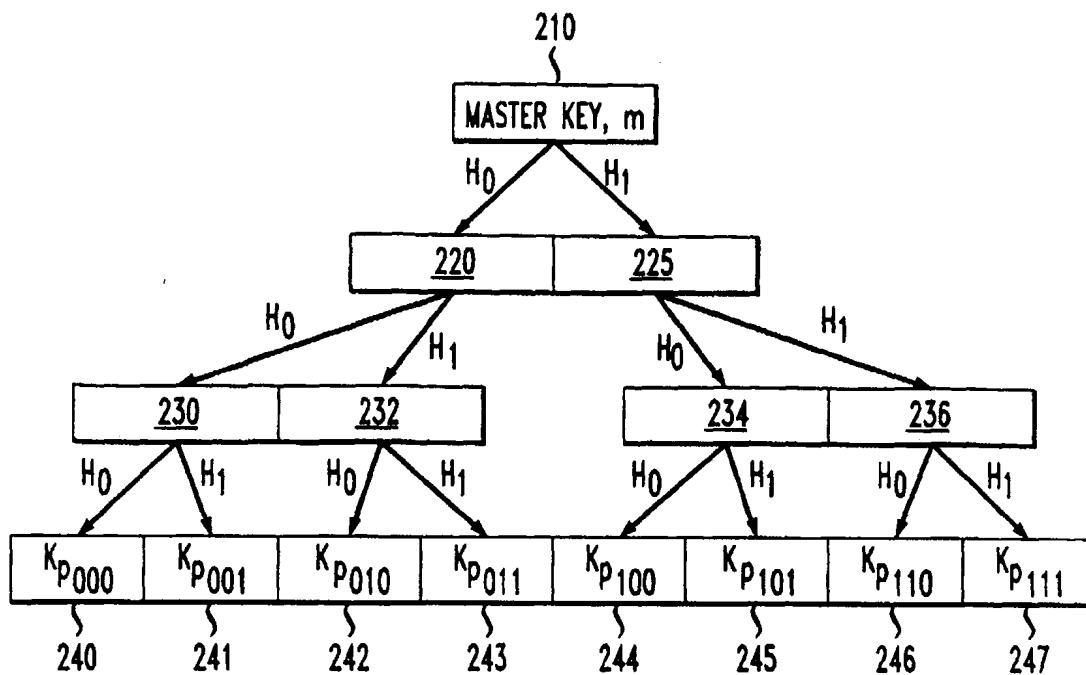 210
MASTER KEY, m
H0 H1
220 225
H0 H1 H0 H1
230 232 234 236
H0 H1 H0 H1 H0 H1 H0 H1
Kp000 Kp001 Kp010 Kp011 Kp100 Kp101 Kp110 Kp111
240 241 242 243 244 245 246 247